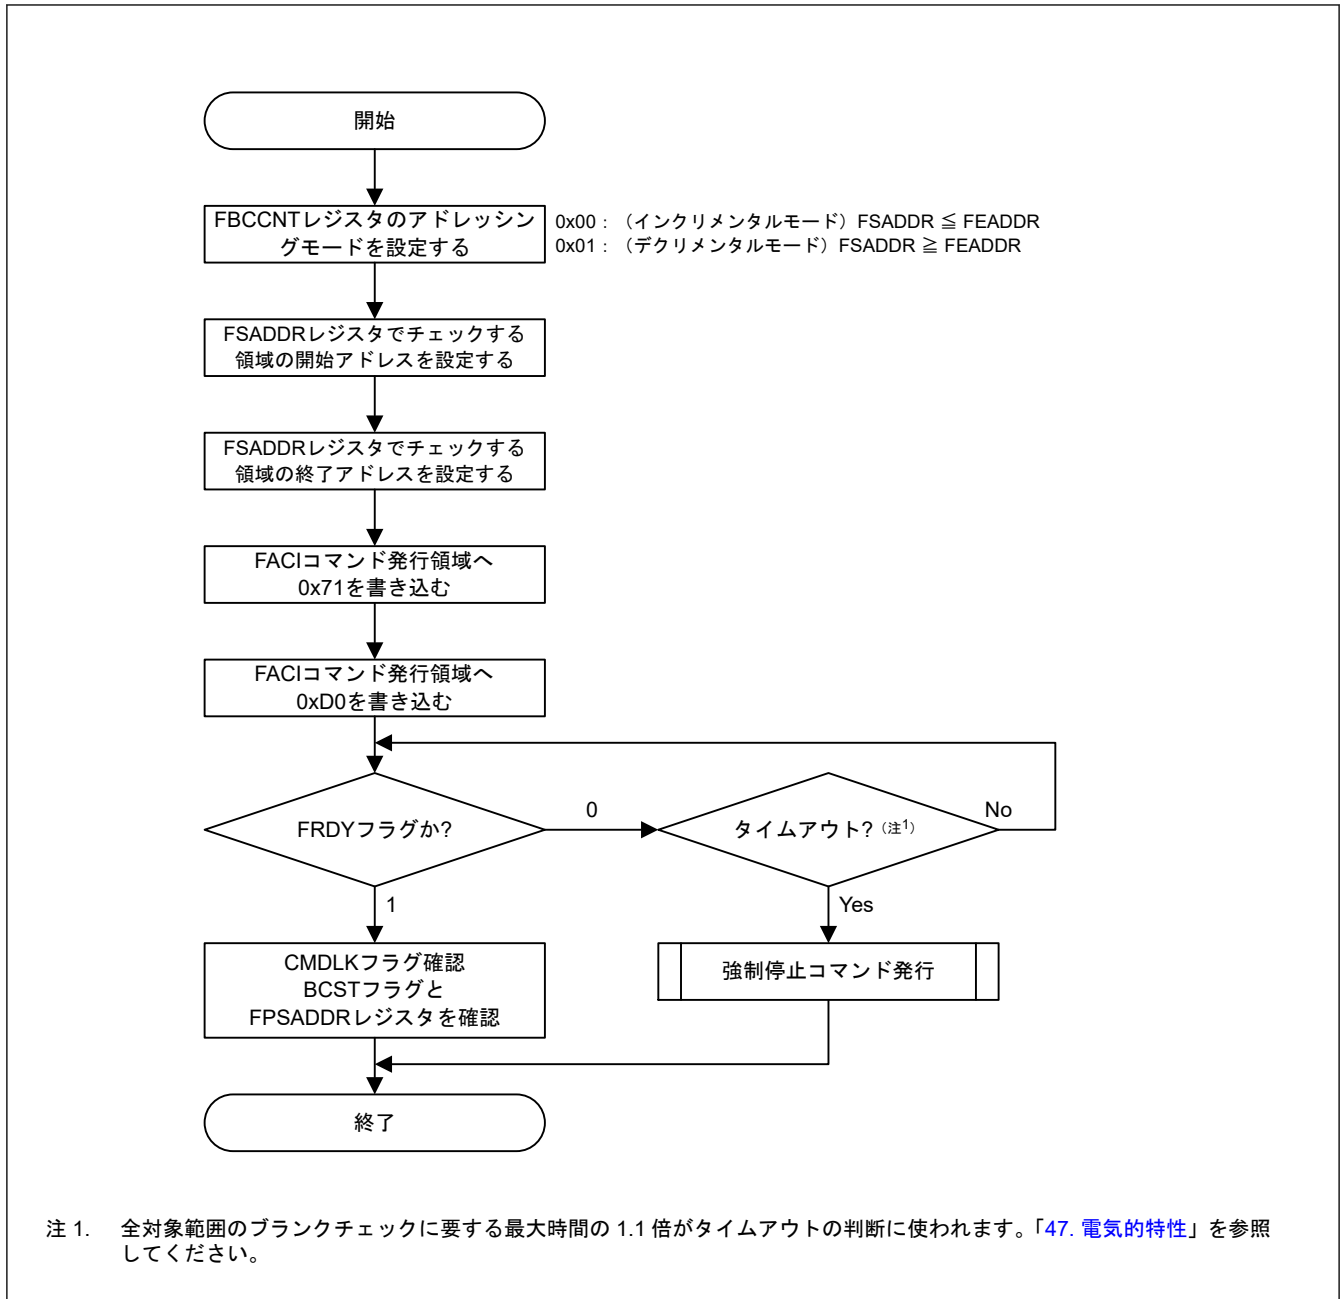 開始
FBCCNTレジスタのアドレッシン
グモードを設定する
0x00：（インクリメンタルモード）FSADDR ≦ FEADDR
0x01：（デクリメンタルモード）FSADDR ≧ FEADDR
FSADDRレジスタでチェックする
領域の開始アドレスを設定する
FSADDRレジスタでチェックする
領域の終了アドレスを設定する
FACIコマンド発行領域へ
0x71を書き込む
FACIコマンド発行領域へ
0xD0を書き込む
FRDYフラグか?
0
タイムアウト?（注1）
No
1
Yes
CMDLKフラグ確認
BCSTフラグと
FPSADDRレジスタを確認
強制停止コマンド発行
終了
注 1. 全対象範囲のブランクチェックに要する最大時間の 1.1 倍がタイムアウトの判断に使われます。「47. 電気的特性」を参照
してください。